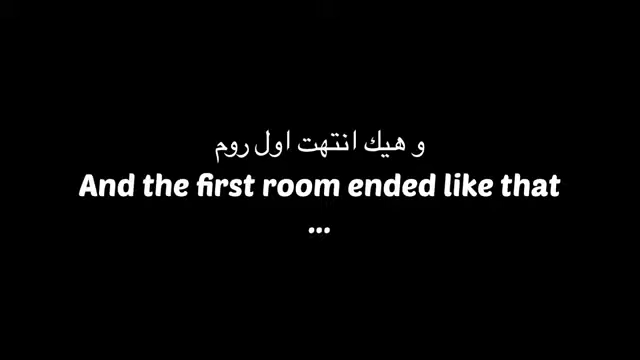 و هيك انتهت اول روم
And the first room ended like that
...